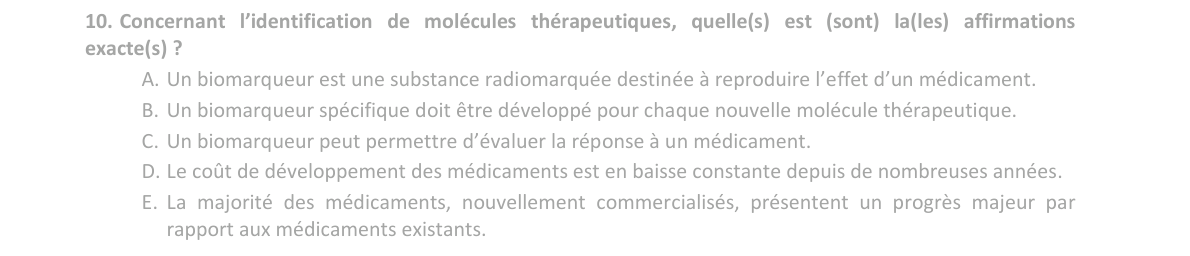 10. Concernant l’identification de molécules thérapeutiques, quelle(s) est (sont) la(les) affirmations
exacte(s) ?
A. Un biomarqueur est une substance radiomarquée destinée à reproduire l’effet d’un médicament.
B. Un biomarqueur spécifique doit être développé pour chaque nouvelle molécule thérapeutique.
C. Un biomarqueur peut permettre d’évaluer la réponse à un médicament.
D. Le coût de développement des médicaments est en baisse constante depuis de nombreuses années.
E. La majorité des médicaments, nouvellement commercialisés, présentent un progrès majeur par
rapport aux médicaments existants.